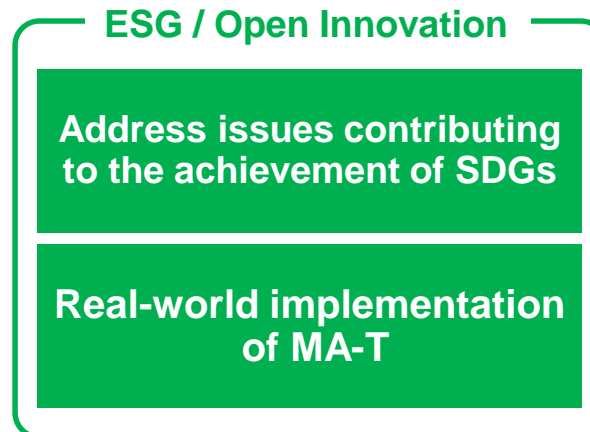 ESG / Open Innovation
Address issues contributing
to the achievement of SDGs
Real-world implementation
of MA-T